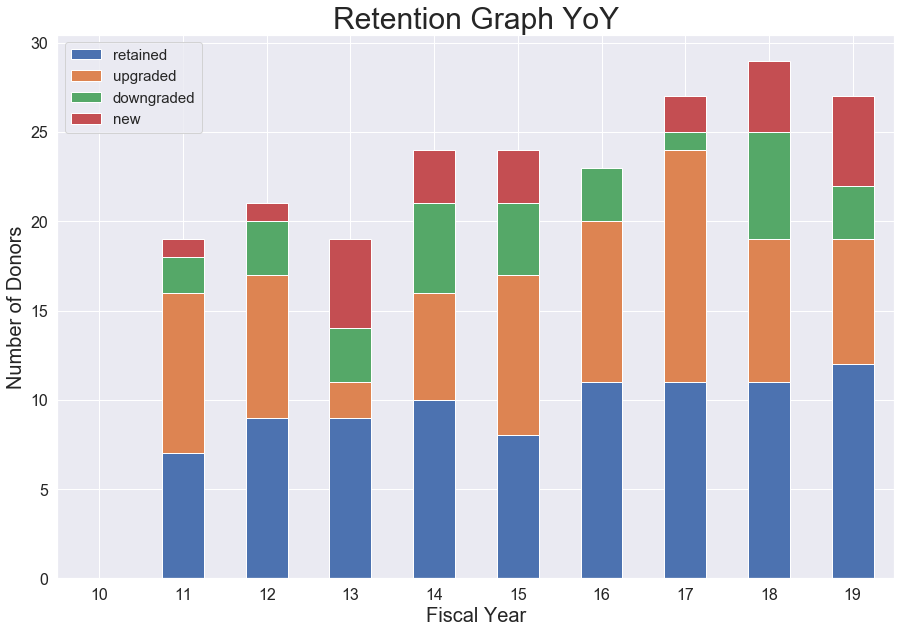 Retention Graph YoY
retained
upgraded
downgraded
new
Number of Donors
30
25
20
15
10
5
0
10 11 12 13 14 15 16 17 18 19
Fiscal Year